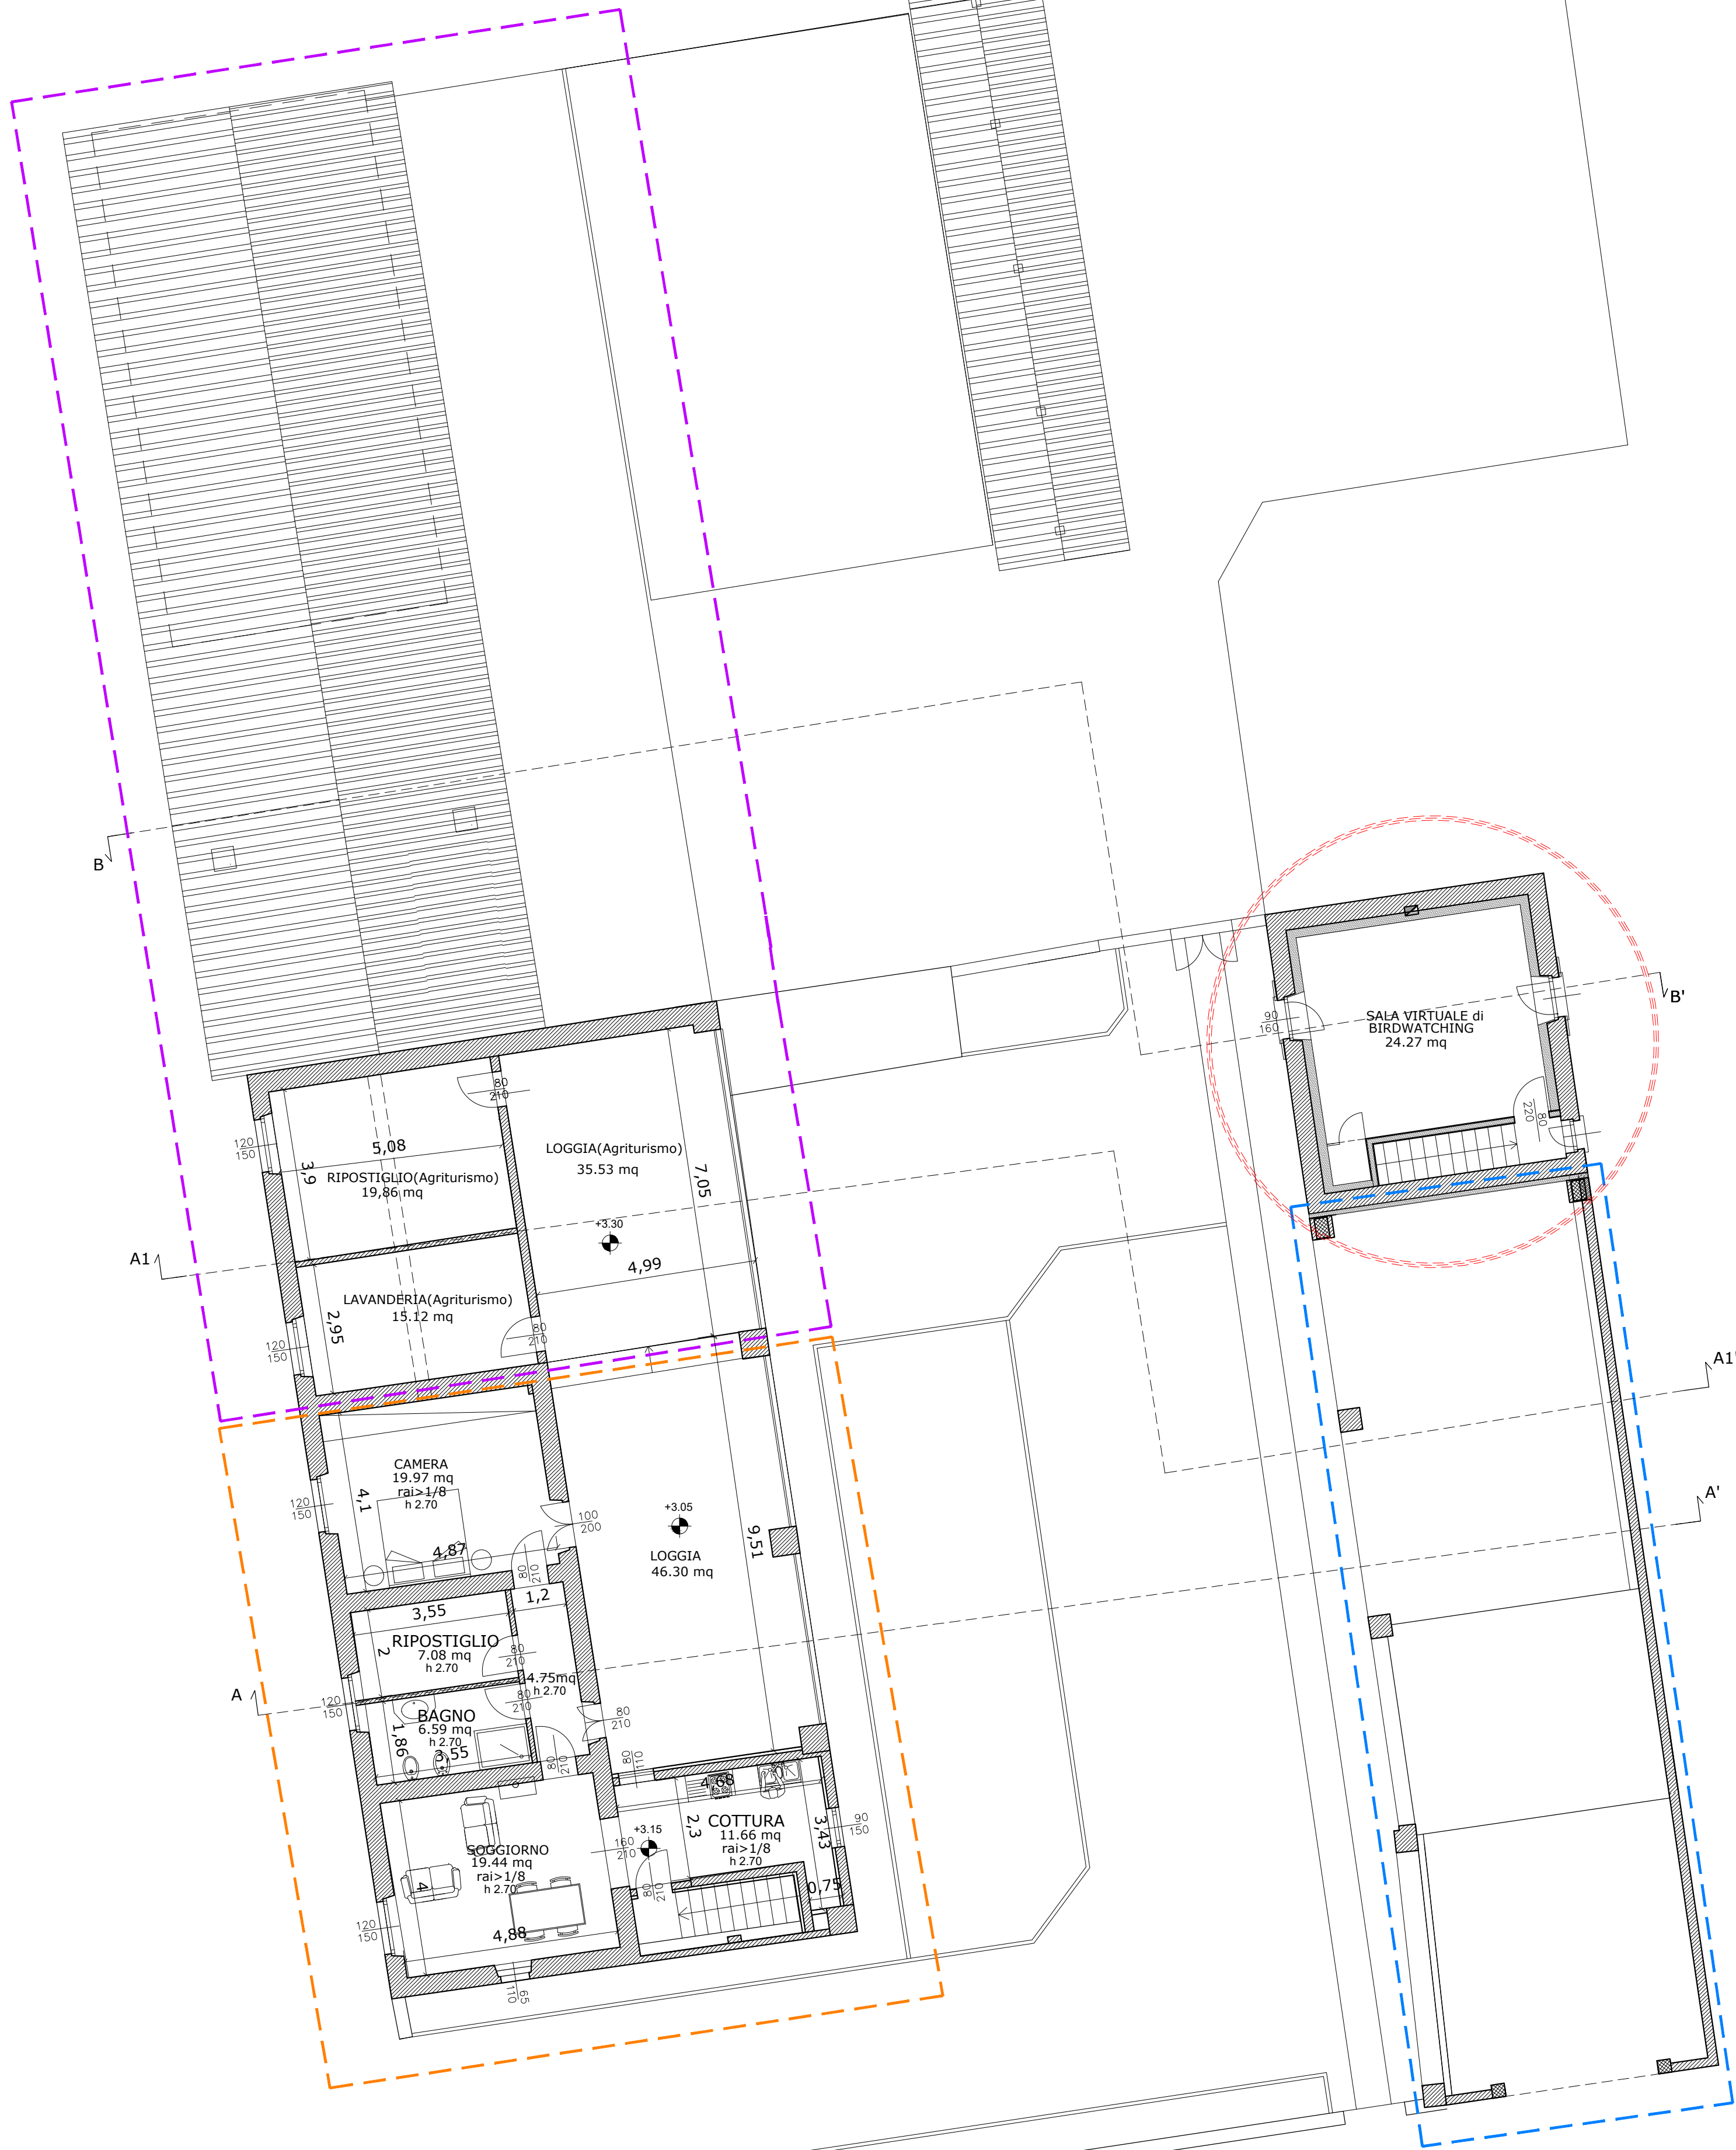 B
B'
90
160
SALA VIRTUALE di
BIRDWATCHING
24.27 mq
220
80
80
210
120
150
5,08
3,9
RIPOSTIGLIO(Agriturismo)
19,86 mq
LOGGIA(Agriturismo)
35.53 mq
7,05
+3.30
4,99
A1
LAVANDERIA(Agriturismo)
15.12 mq
2,95
80
210
120
150
A1'
CAMERA
19.97 mq
rai>1/8
h 2.70
4,1
120
150
4,87
100
200
80
210
+3.05
LOGGIA
46.30 mq
9,51
A'
3,55
1,2
RIPOSTIGLIO
7.08 mq
h 2.70
2
80
210
4.75mq
h 2.70
A
120
150
80
210
BAGNO
6.59 mq
h 2.70
1,86
3,55
80
210
80
210
80
110
4,68
COTTURA
11.66 mq
rai>1/8
h 2.70
2,3
3,43
90
150
+3.15
160
210
SOGGIORNO
19.44 mq
rai>1/8
h 2.70
4
80
210
0,75
120
150
4,88
65
110